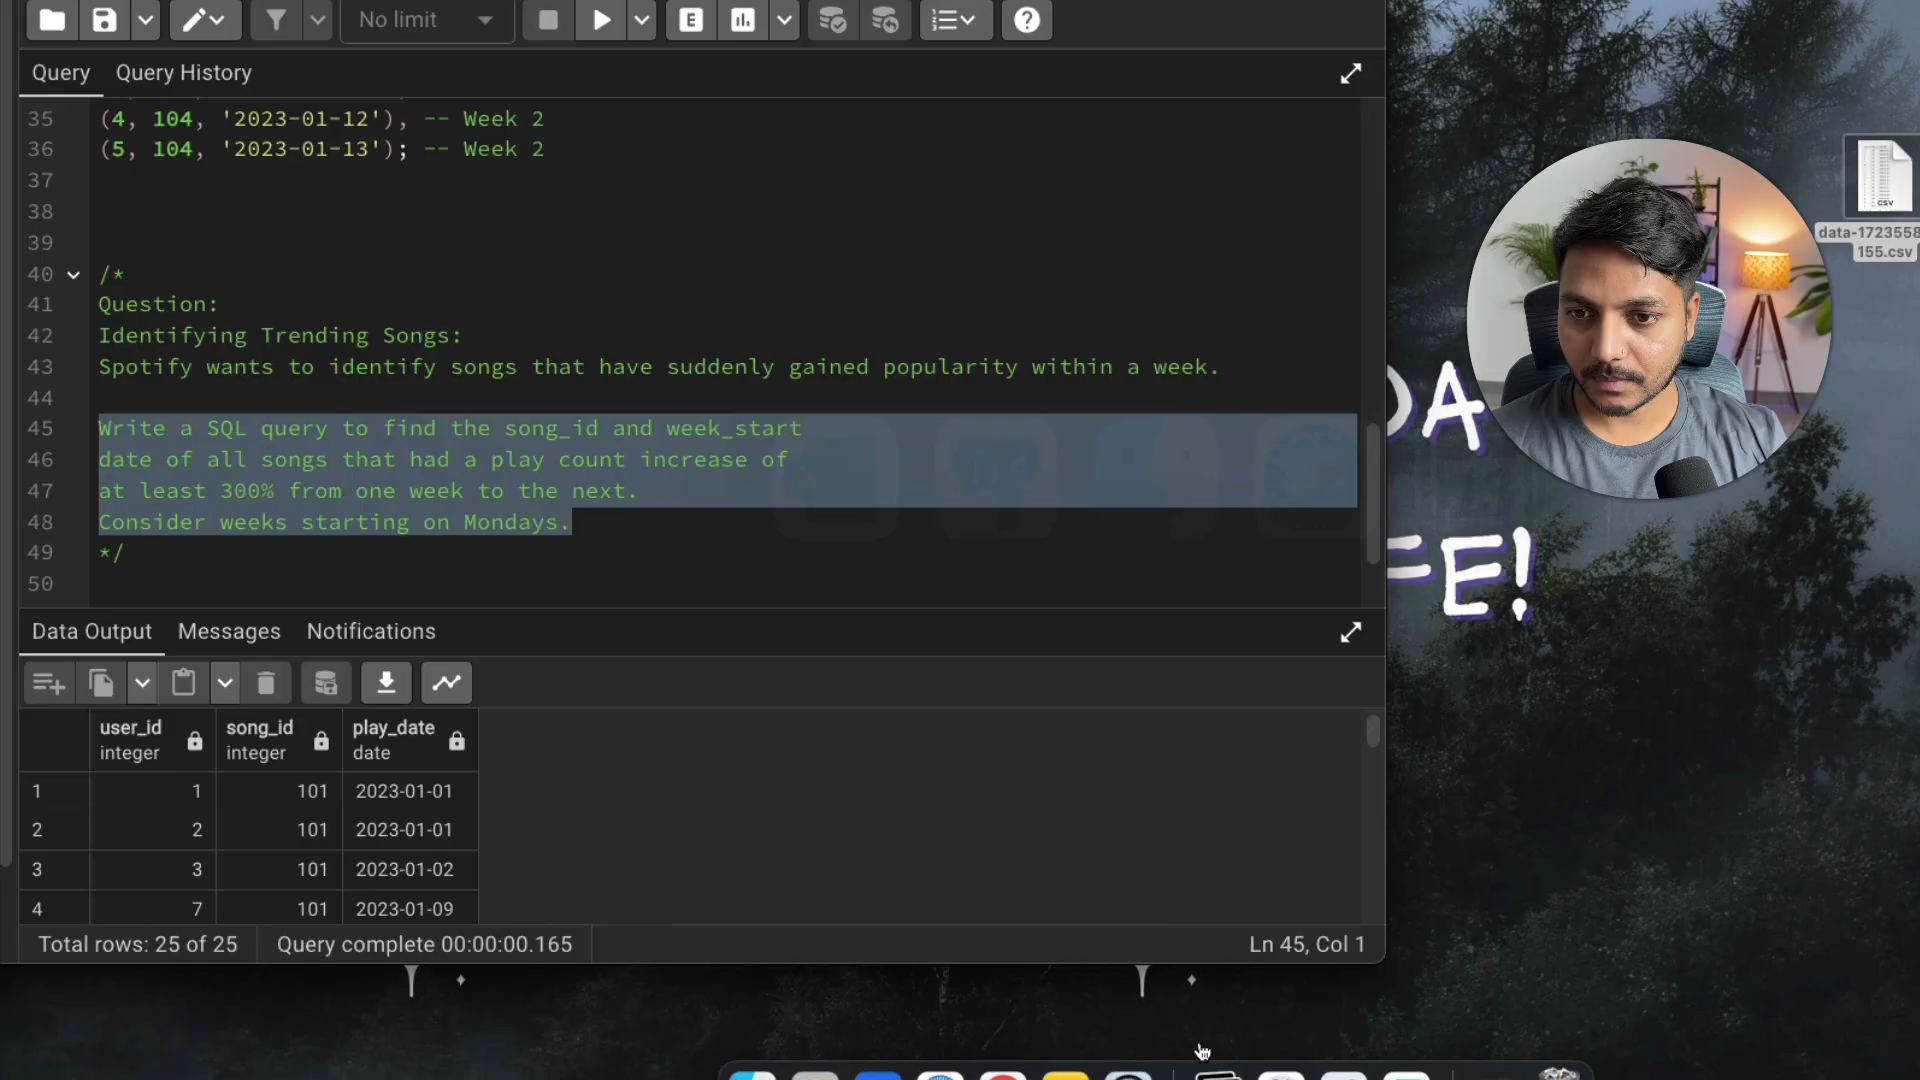 No limit
E
Query Query History
35 (4, 104, '2023-01-12'), -- Week 2
36 (5, 104, '2023-01-13'); -- Week 2
37
38
39
40 /*
41 Question:
42 Identifying Trending Songs:
43 Spotify wants to identify songs that have suddenly gained popularity within a week.
44
45 Write a SQL query to find the song_id and week_start
46 date of all songs that had a play count increase of
47 at least 300% from one week to the next.
48 Consider weeks starting on Mondays.
49 */
50
Data Output Messages Notifications
user_id song_id play_date
integer integer date
1 1 101 2023-01-01
2 2 101 2023-01-01
3 3 101 2023-01-02
4 7 101 2023-01-09
Total rows: 25 of 25 Query complete 00:00:00.165 Ln 45, Col 1
CSV
data-1723558
155.csv